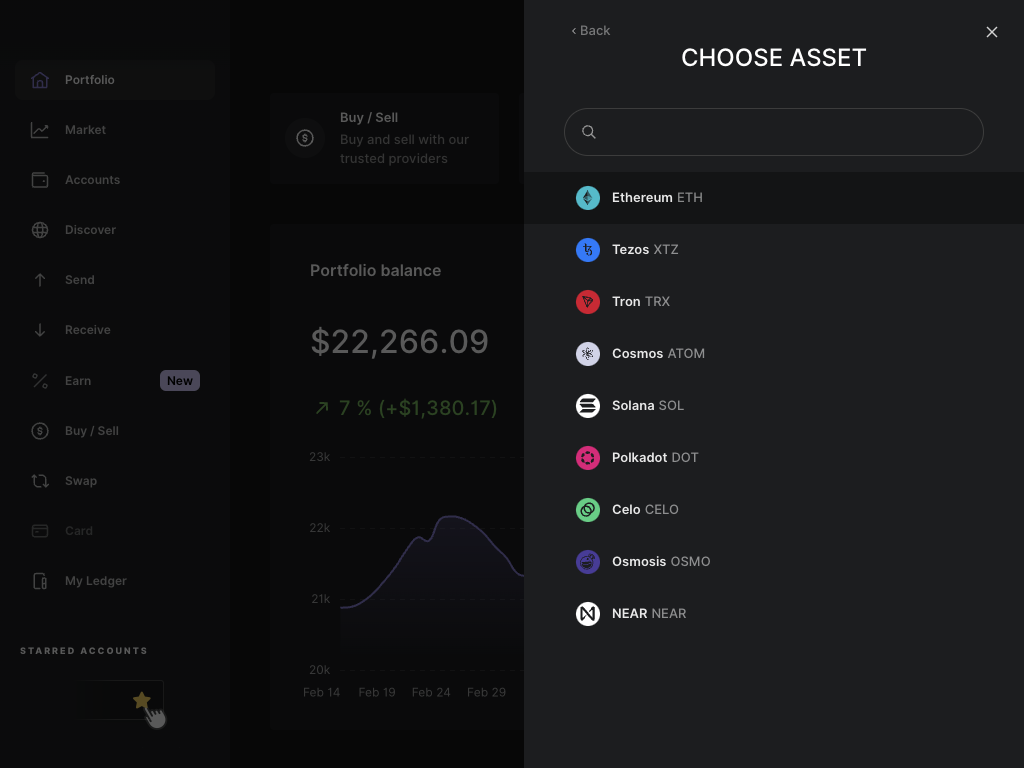 Portfolio
Market
Accounts
Discover
Send
Receive
Earn New
Buy / Sell
Swap
Card
My Ledger
STARRED ACCOUNTS
Buy / Sell
Buy and sell with our
trusted providers
Portfolio balance
$22,266.09
7 % (+$1,380.17)
23k
22k
21k
20k
Feb 14 Feb 19 Feb 24 Feb 29
‹ Back
CHOOSE ASSET
Ethereum ETH
Tezos XTZ
Tron TRX
Cosmos ATOM
Solana SOL
Polkadot DOT
Celo CELO
Osmosis OSMO
NEAR NEAR